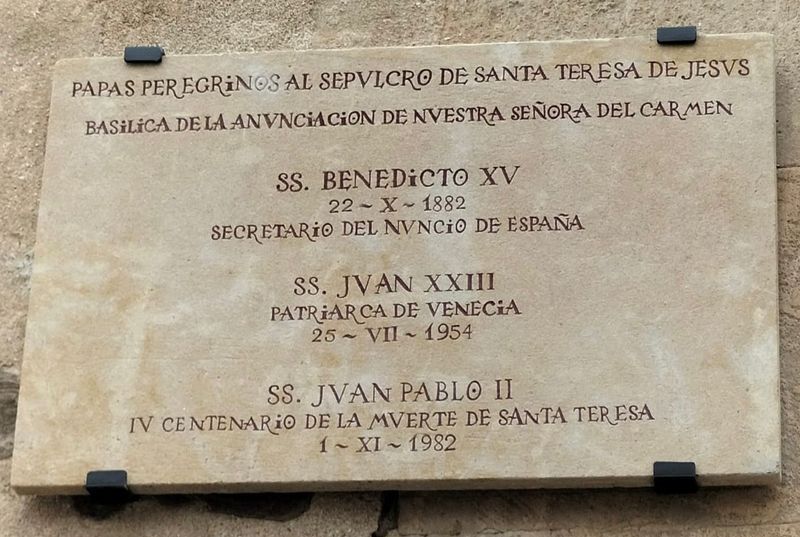 PAPAS PEREGRiNOS AL SEPVLCRO DE SANTA TERESA DE JESVS
BASiLiCA DE LA ANVNCiACiON DE NVESTRA SEÑORA DEL CARMEN
SS. BENEDiCTO XV
22 ~ X ~ 1882
SECRETARiO DEL NVNCiO DE ESPAÑA
SS. JVAN XXIII
PATRiARCA DE VENECiA
25 ~ VII ~ 1954
SS. JVAN PABLO II
IV CENTENARiO DE LA MVERTE DE SANTA TERESA
1 ~ XI ~ 1982